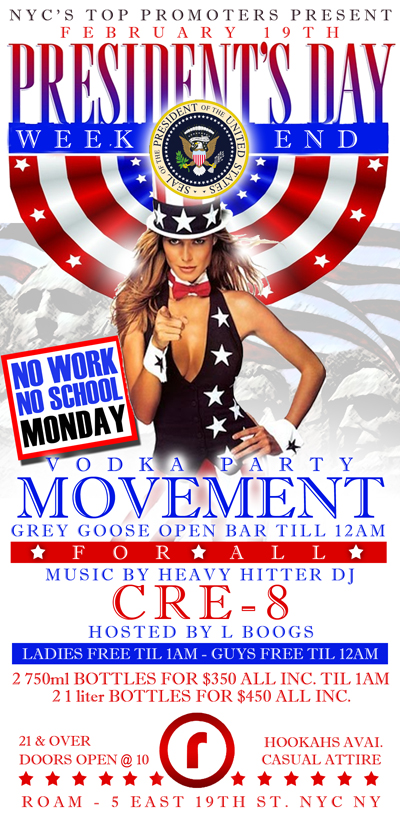 NYC'S TOP PROMOTERS PRESENT
FEBRUARY 19TH
PRESIDENT'S DAY
WEEK END
SEAL OF THE PRESIDENT OF THE UNITED STATES
NO WORK
NO SCHOOL
MONDAY
VODKA PARTY
MOVEMENT
GREY GOOSE OPEN BAR TILL 12AM
FOR ALL
MUSIC BY HEAVY HITTER DJ
CRE-8
HOSTED BY L BOOGS
LADIES FREE TIL 1AM - GUYS FREE TIL 12AM
2 750ml BOTTLES FOR $350 ALL INC. TIL 1AM
2 1 liter BOTTLES FOR $450 ALL INC.
21 & OVER
DOORS OPEN @ 10
r
HOOKAHS AVAI.
CASUAL ATTIRE
ROAM - 5 EAST 19TH ST. NYC NY